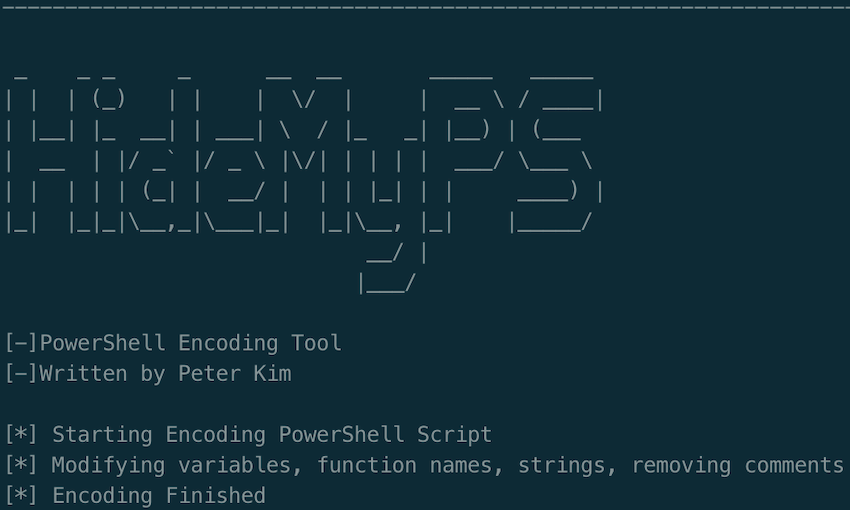 HideMyPS
[-]PowerShell Encoding Tool
[-]Written by Peter Kim
[*] Starting Encoding PowerShell Script
[*] Modifying variables, function names, strings, removing comments
[*] Encoding Finished